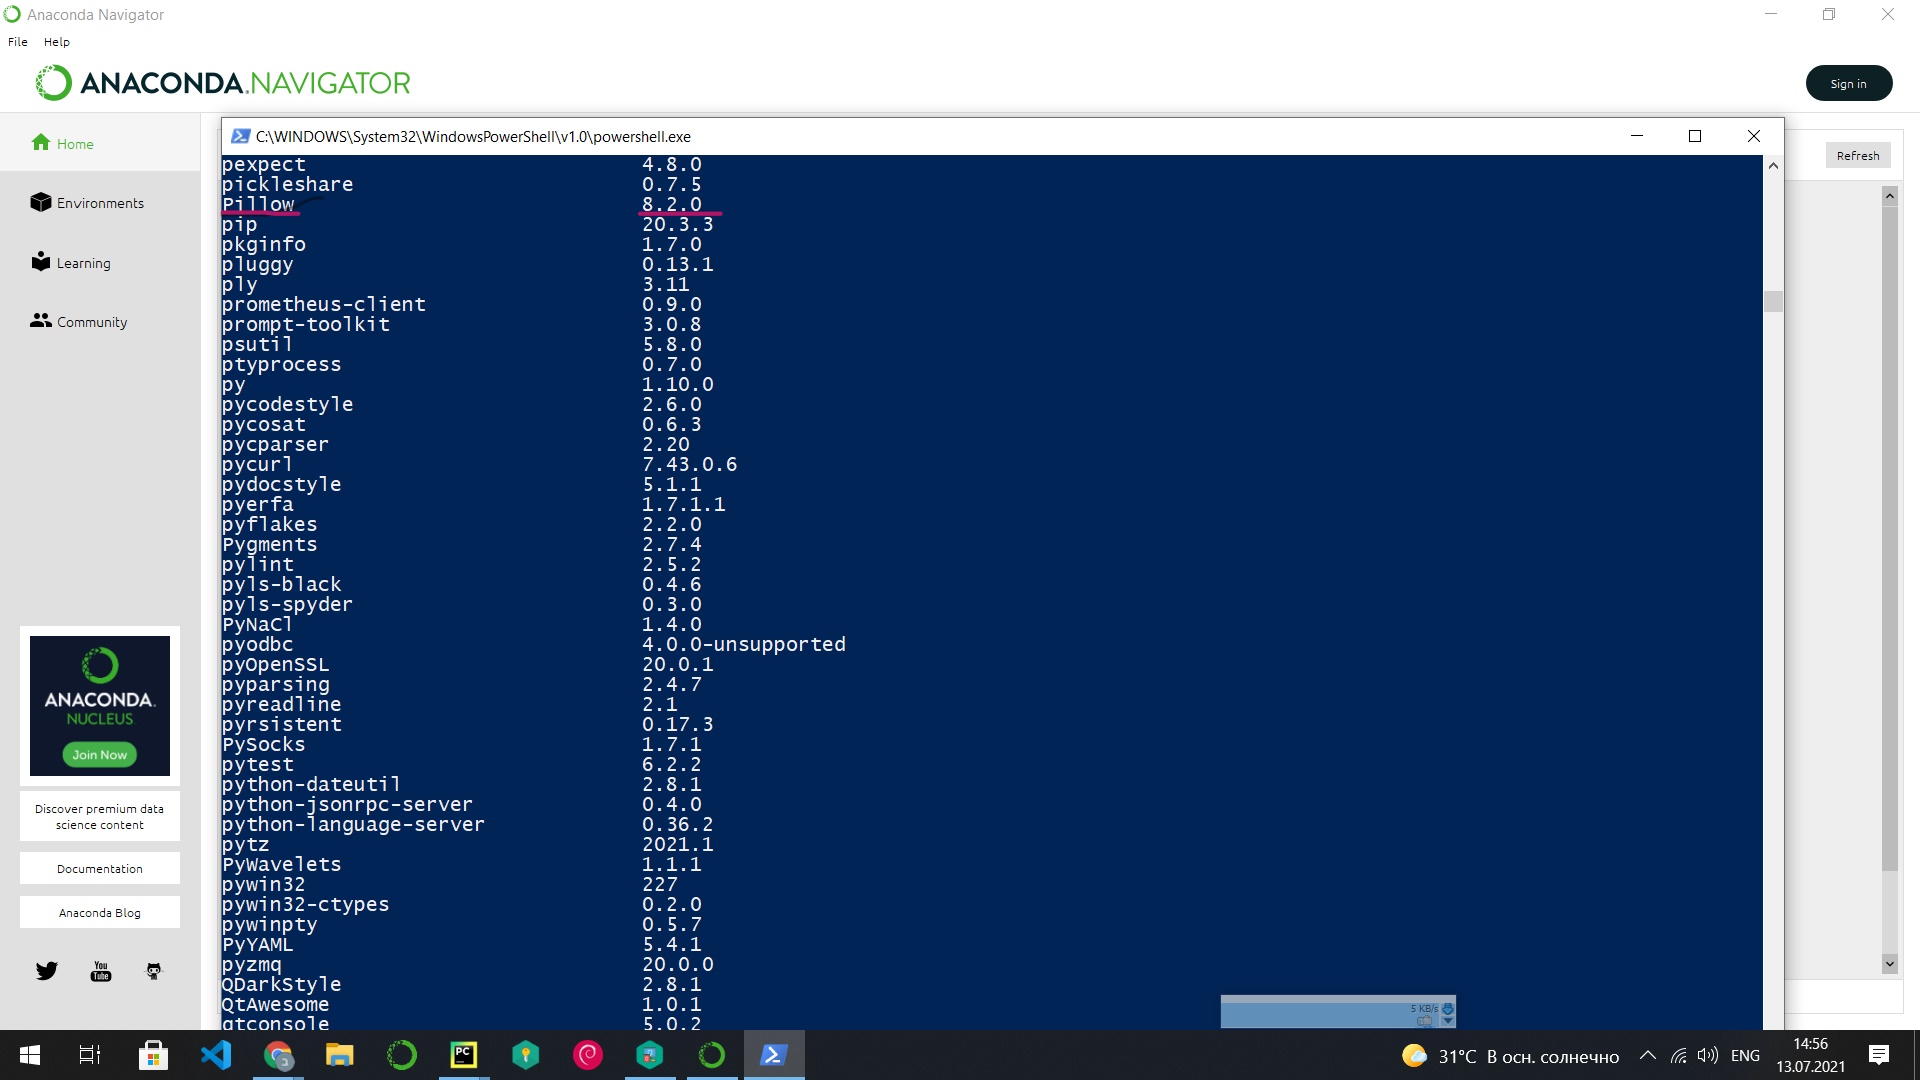 Anaconda Navigator
File Help
ANACONDA.NAVIGATOR
Sign in
Home
Environments
Learning
Community
ANACONDA.
NUCLEUS
Join Now
Discover premium data
science content
Documentation
Anaconda Blog
You
Tube
Refresh
C:\WINDOWS\System32\WindowsPowerShell\v1.0\powershell.exe
pexpect 4.8.0
pickleshare 0.7.5
Pillow 8.2.0
pip 20.3.3
pkginfo 1.7.0
pluggy 0.13.1
ply 3.11
prometheus-client 0.9.0
prompt-toolkit 3.0.8
psutil 5.8.0
ptyprocess 0.7.0
py 1.10.0
pycodestyle 2.6.0
pycosat 0.6.3
pycparser 2.20
pycurl 7.43.0.6
pydocstyle 5.1.1
pyerfa 1.7.1.1
pyflakes 2.2.0
Pygments 2.7.4
pylint 2.5.2
pyls-black 0.4.6
pyls-spyder 0.3.0
PyNaCl 1.4.0
pyodbc 4.0.0-unsupported
pyOpenSSL 20.0.1
pyparsing 2.4.7
pyreadline 2.1
pyrsistent 0.17.3
PySocks 1.7.1
pytest 6.2.2
python-dateutil 2.8.1
python-jsonrpc-server 0.4.0
python-language-server 0.36.2
pytz 2021.1
PyWavelets 1.1.1
pywin32 227
pywin32-ctypes 0.2.0
pywinpty 0.5.7
PyYAML 5.4.1
pyzmq 20.0.0
QDarkStyle 2.8.1
QtAwesome 1.0.1
qtconsole 5.0.2
5 KB/s
PC
31°C В осн. солнечно
ENG
14:56
13.07.2021